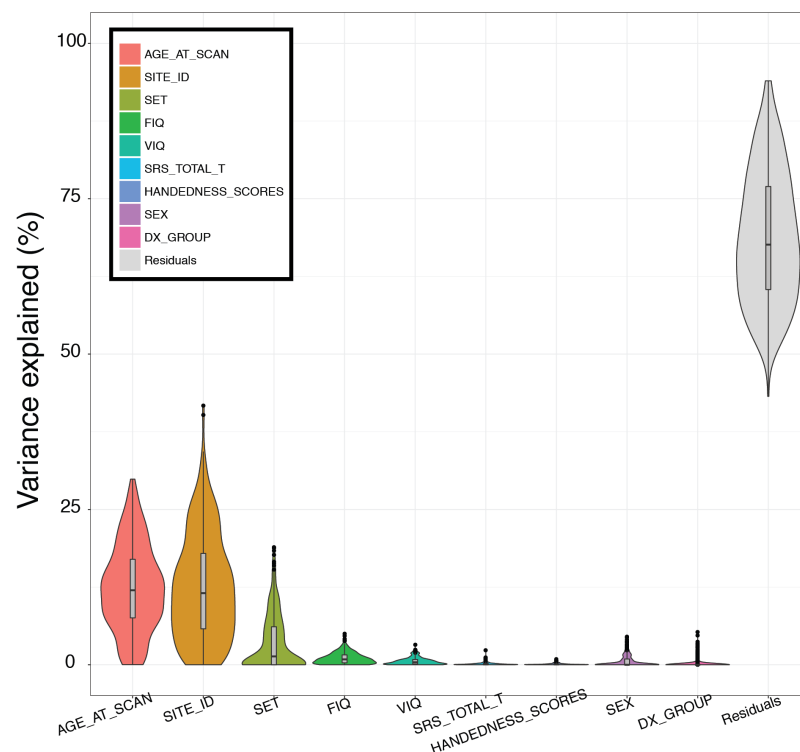 100
75
50
25
0
Variance explained (%)
AGE_AT_SCAN
SITE_ID
SET
FIQ
VIQ
SRS_TOTAL_T
HANDEDNESS_SCORES
SEX
DX_GROUP
Residuals
AGE_AT_SCAN
SITE_ID
SET
FIQ
VIQ
SRS_TOTAL_T
HANDEDNESS_SCORES
SEX
DX_GROUP
Residuals